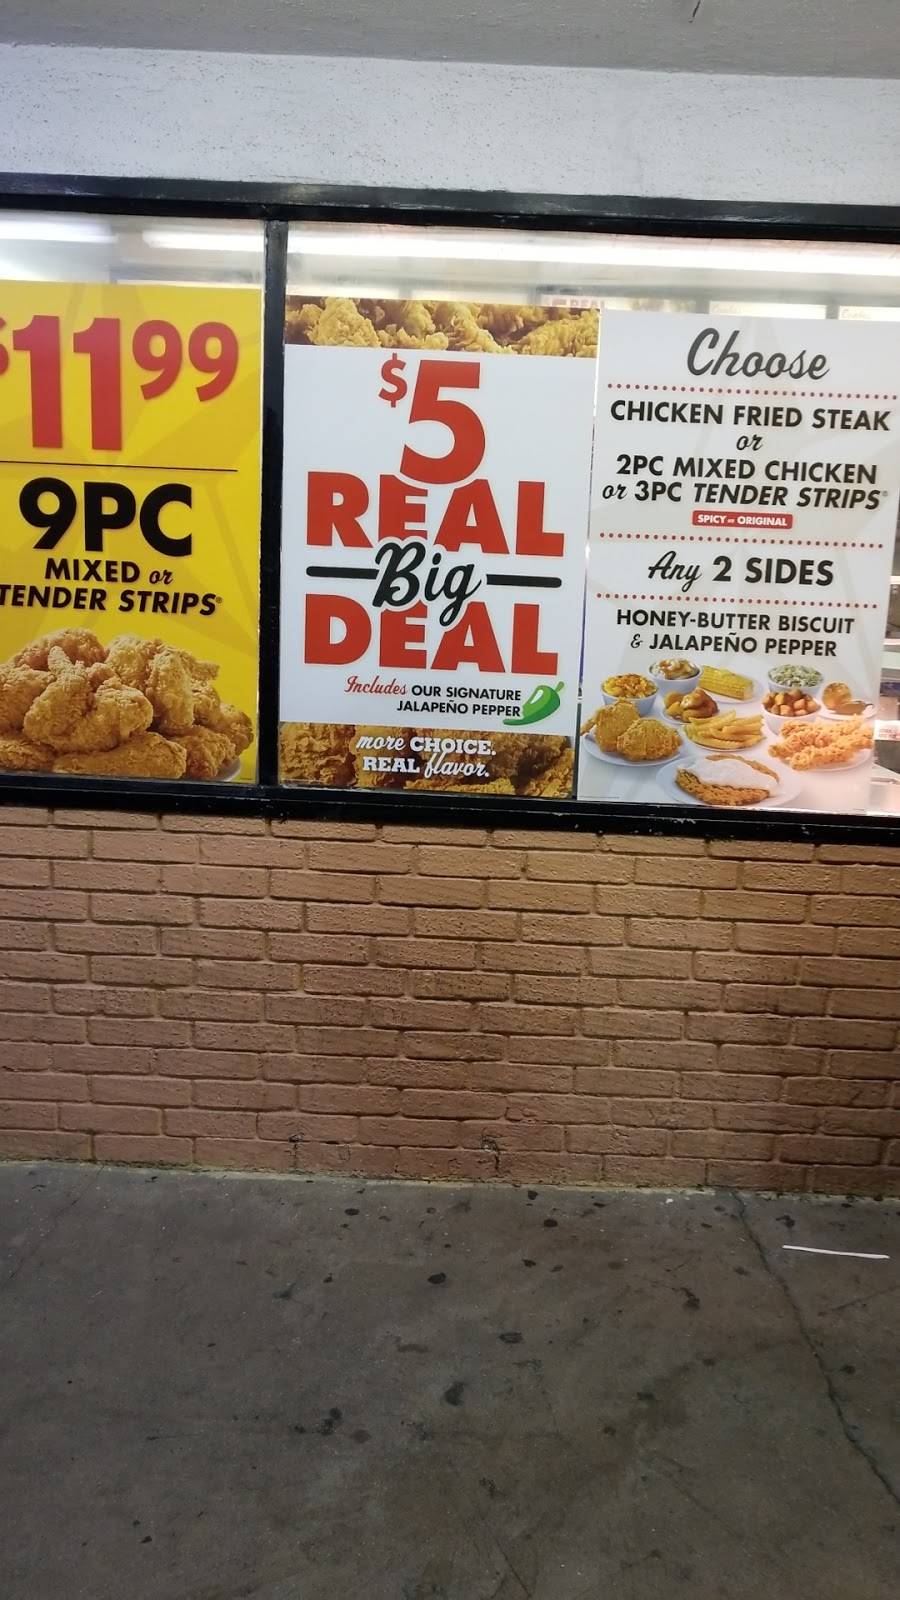 $1199
9PC
MIXED or
TENDER STRIPS®
$5
REAL
Big
DEAL
Includes OUR SIGNATURE
JALAPEÑO PEPPER
more CHOICE.
REAL flavor.
Choose
CHICKEN FRIED STEAK
or
2PC MIXED CHICKEN
or 3PC TENDER STRIPS®
SPICY or ORIGINAL
Any 2 SIDES
HONEY-BUTTER BISCUIT
& JALAPEÑO PEPPER